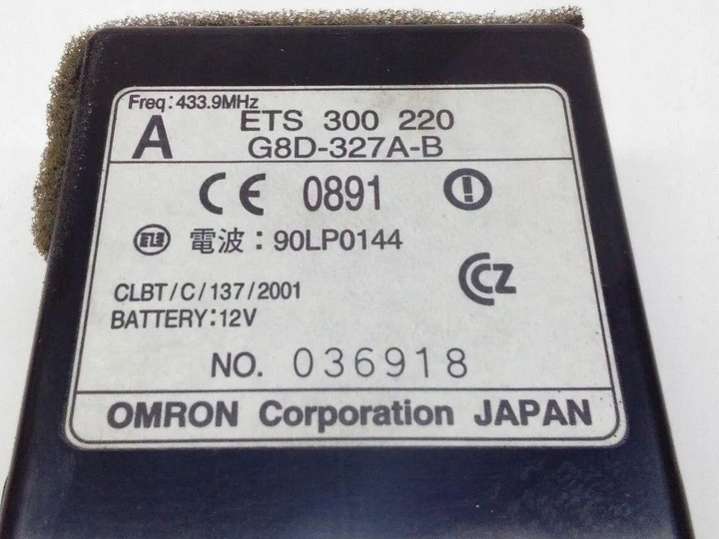 Freq:433.9MHz
A ETS 300 220
G8D-327A-B
CE 0891
電波:90LP0144
CZ
CLBT/C/137/2001
BATTERY:12V
NO. 036918
OMRON Corporation JAPAN